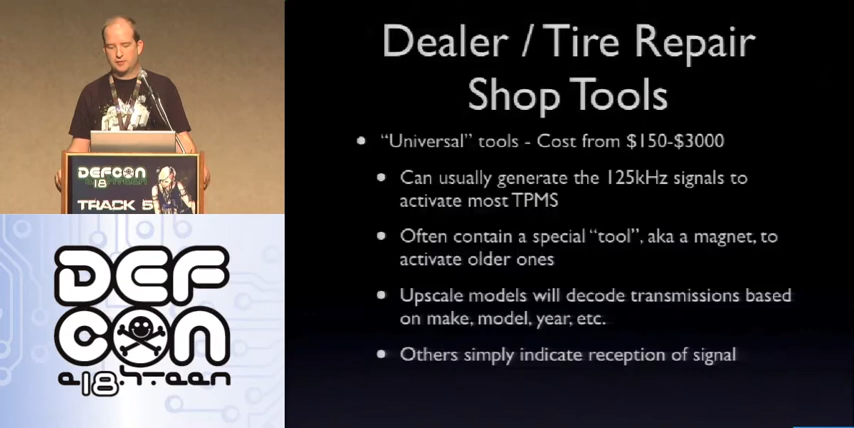 Dealer / Tire Repair
Shop Tools
• "Universal" tools - Cost from $150-$3000
• Can usually generate the 125kHz signals to
activate most TPMS
• Often contain a special "tool", aka a magnet, to
activate older ones
• Upscale models will decode transmissions based
on make, model, year, etc.
• Others simply indicate reception of signal
DEFCON
18
TRACK 5
DEF
CON
e18h-teen